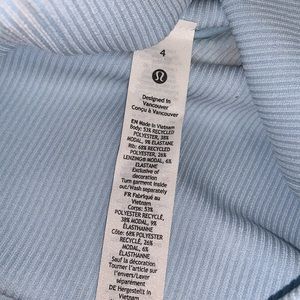 4
Designed in
Vancouver
Conçu à Vancouver
EN Made in Vietnam
Body: 53% RECYCLED
POLYESTER, 38%
MODAL, 9% ELASTANE
Rib: 68% RECYCLED
POLYESTER, 26%
LENZING® MODAL, 6%
ELASTANE
Exclusive of
decoration
Turn garment inside
out/Wash separately
FR Fabriqué au
Vietnam
Corps: 53%
POLYESTER RECYCLÉ,
38% MODAL, 9%
ÉLASTHANNE
Côte: 68% POLYESTER
RECYCLÉ, 26%
MODAL, 6%
ÉLASTHANNE
Sauf la décoration
Tourner l'article sur
l'envers et laver
séparément
DE Hergestellt in